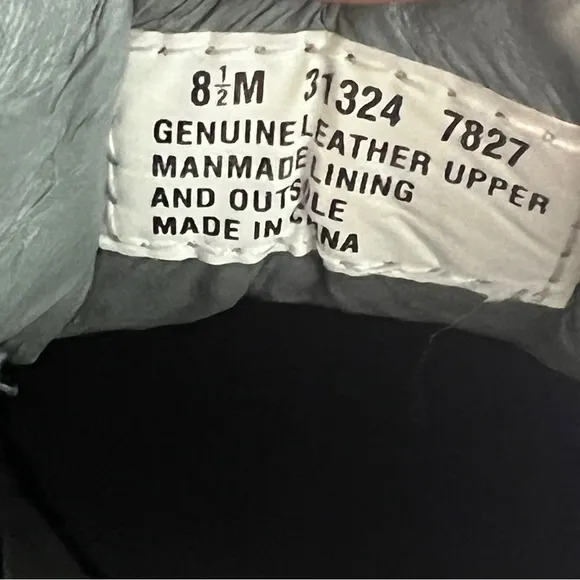 8½M 31324 7827
GENUINE LEATHER UPPER
MANMADE LINING
AND OUTSOLE
MADE IN CHINA